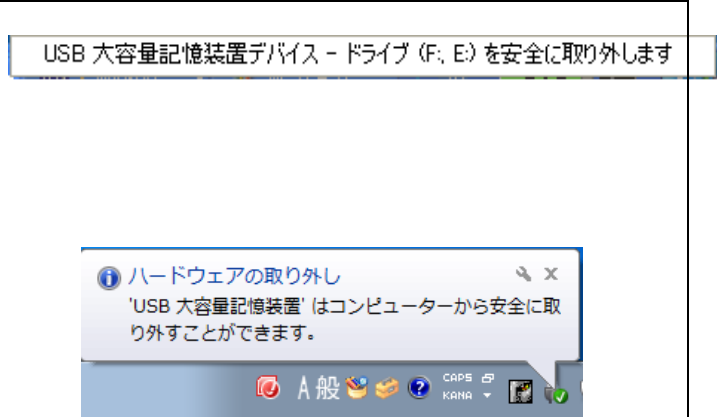 USB 大容量記憶装置デバイス - ドライブ (F:, E:) を安全に取り外します
ハードウェアの取り外し
'USB 大容量記憶装置' はコンピューターから安全に取
り外すことができます。
A 般
CAPS
KANA